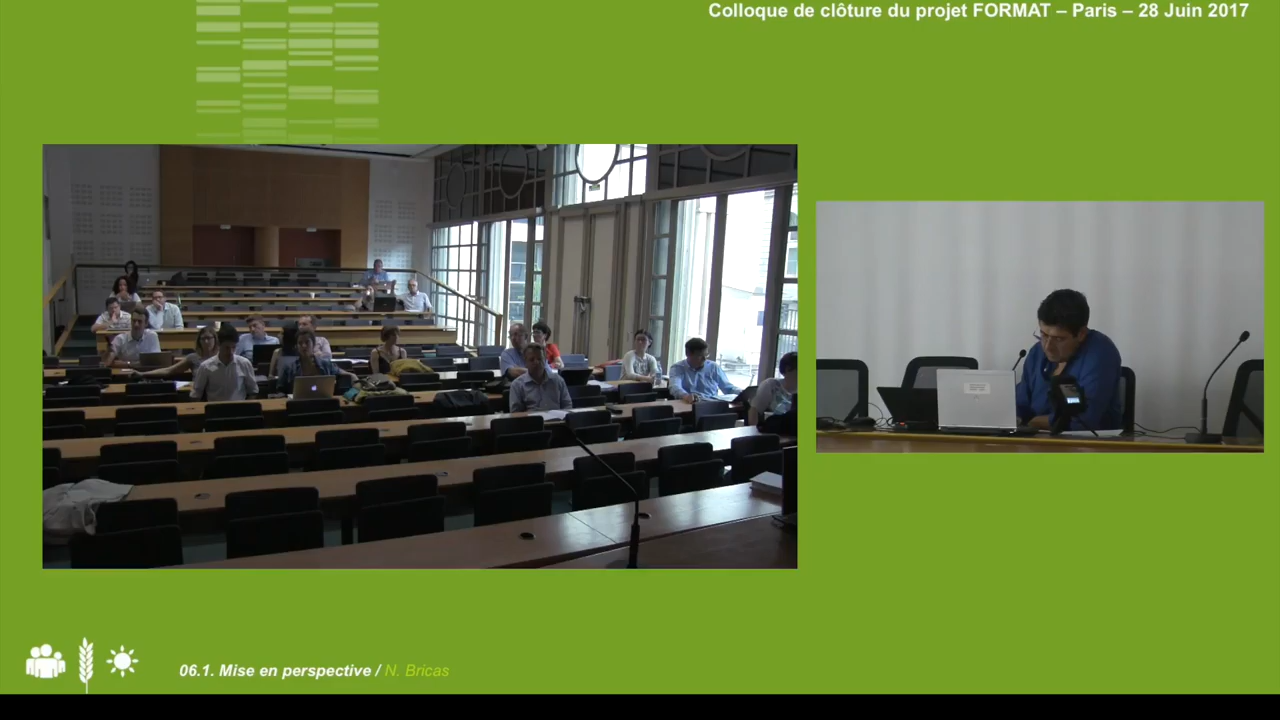 Colloque de clôture du projet FORMAT – Paris – 28 Juin 2017
06.1. Mise en perspective / N. Bricas